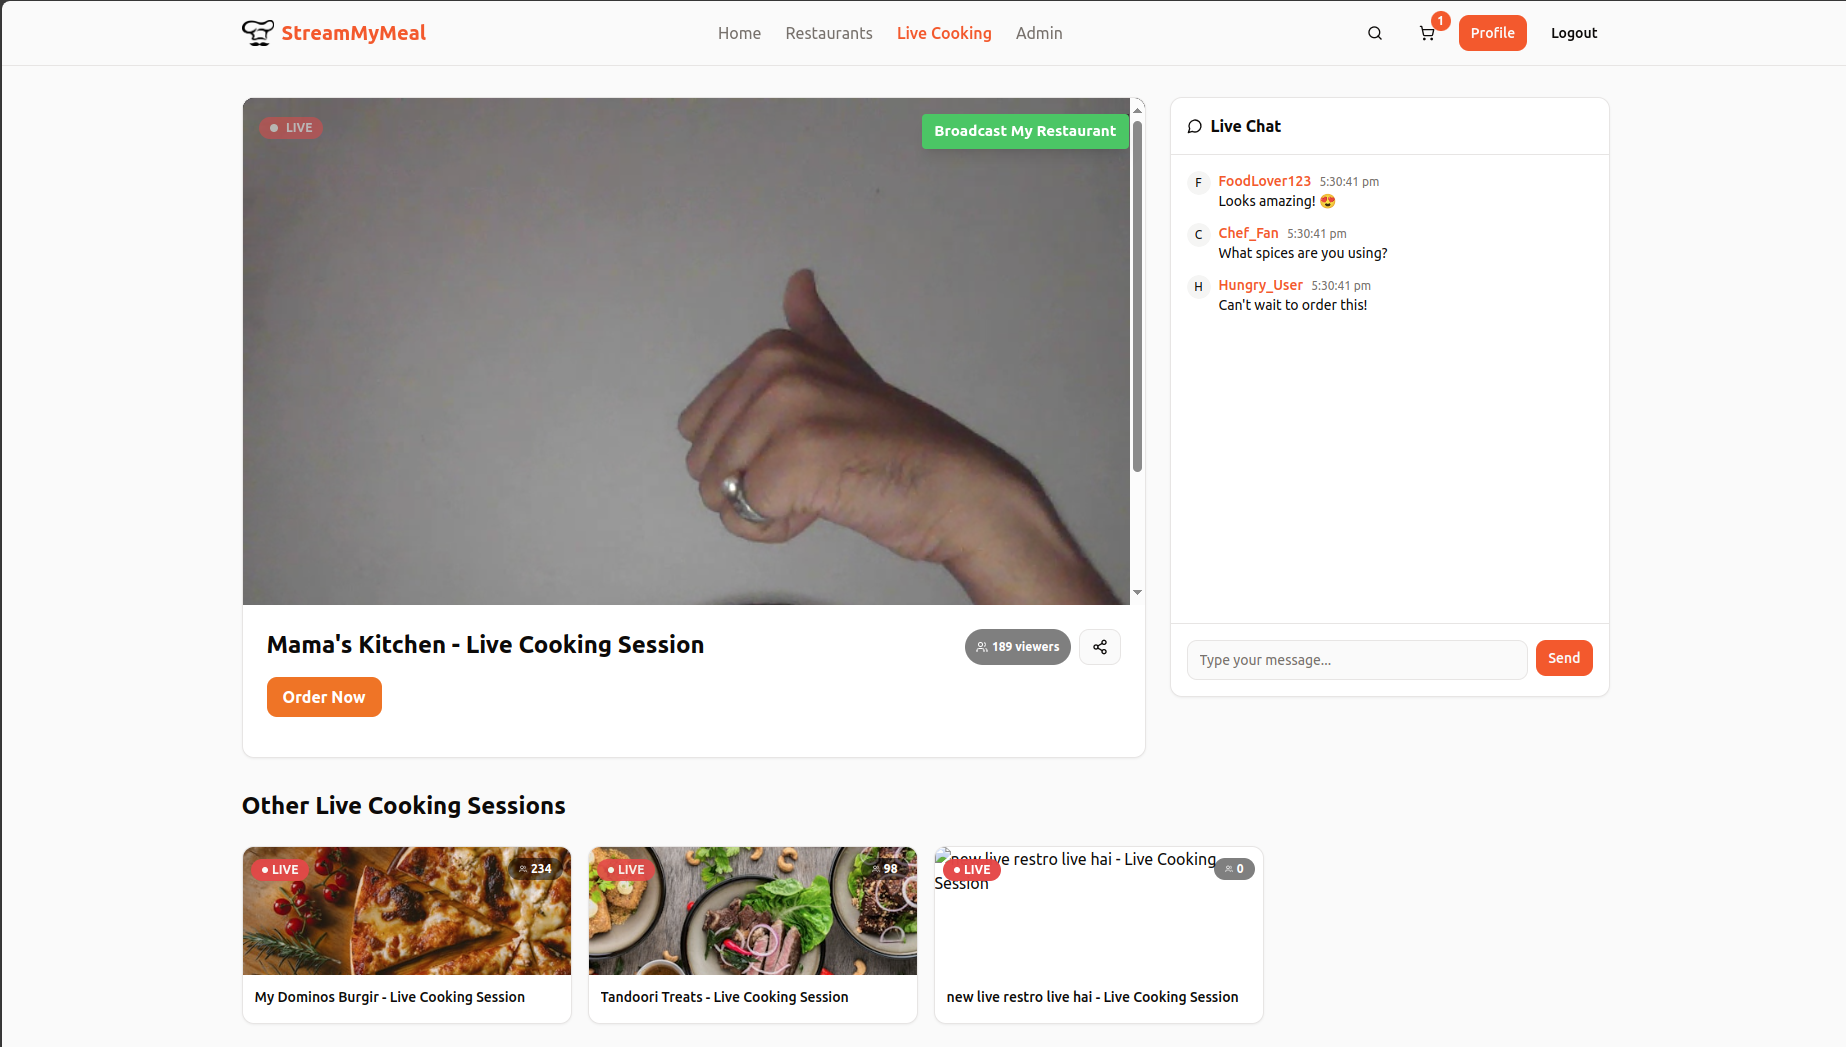 StreamMyMeal
Home
Restaurants
Live Cooking
Admin
1
Profile
Logout
LIVE
Broadcast My Restaurant
Live Chat
F
FoodLover123 5:30:41 pm
Looks amazing! 😍
C
Chef_Fan 5:30:41 pm
What spices are you using?
H
Hungry_User 5:30:41 pm
Can't wait to order this!
Type your message...
Send
Mama's Kitchen - Live Cooking Session
189 viewers
Order Now
Other Live Cooking Sessions
LIVE
234
My Dominos Burgir - Live Cooking Session
LIVE
98
Tandoori Treats - Live Cooking Session
new live restro live hai - Live Cooking
Session
LIVE
0
new live restro live hai - Live Cooking Session